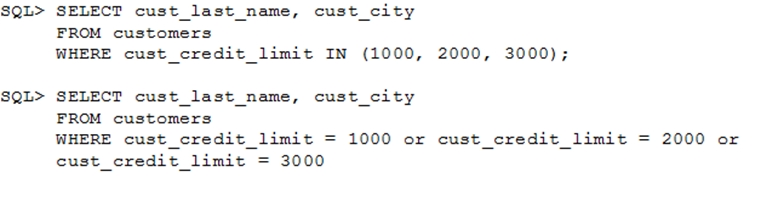 SQL> SELECT cust_last_name, cust_city
FROM customers
WHERE cust_credit_limit IN (1000, 2000, 3000);
SQL> SELECT cust_last_name, cust_city
FROM customers
WHERE cust_credit_limit = 1000 or cust_credit_limit = 2000 or
cust_credit_limit = 3000